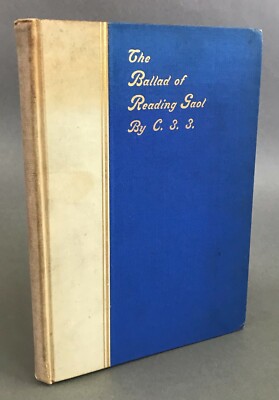 The
Ballad of
Reading Gaol
By C. 3. 3.